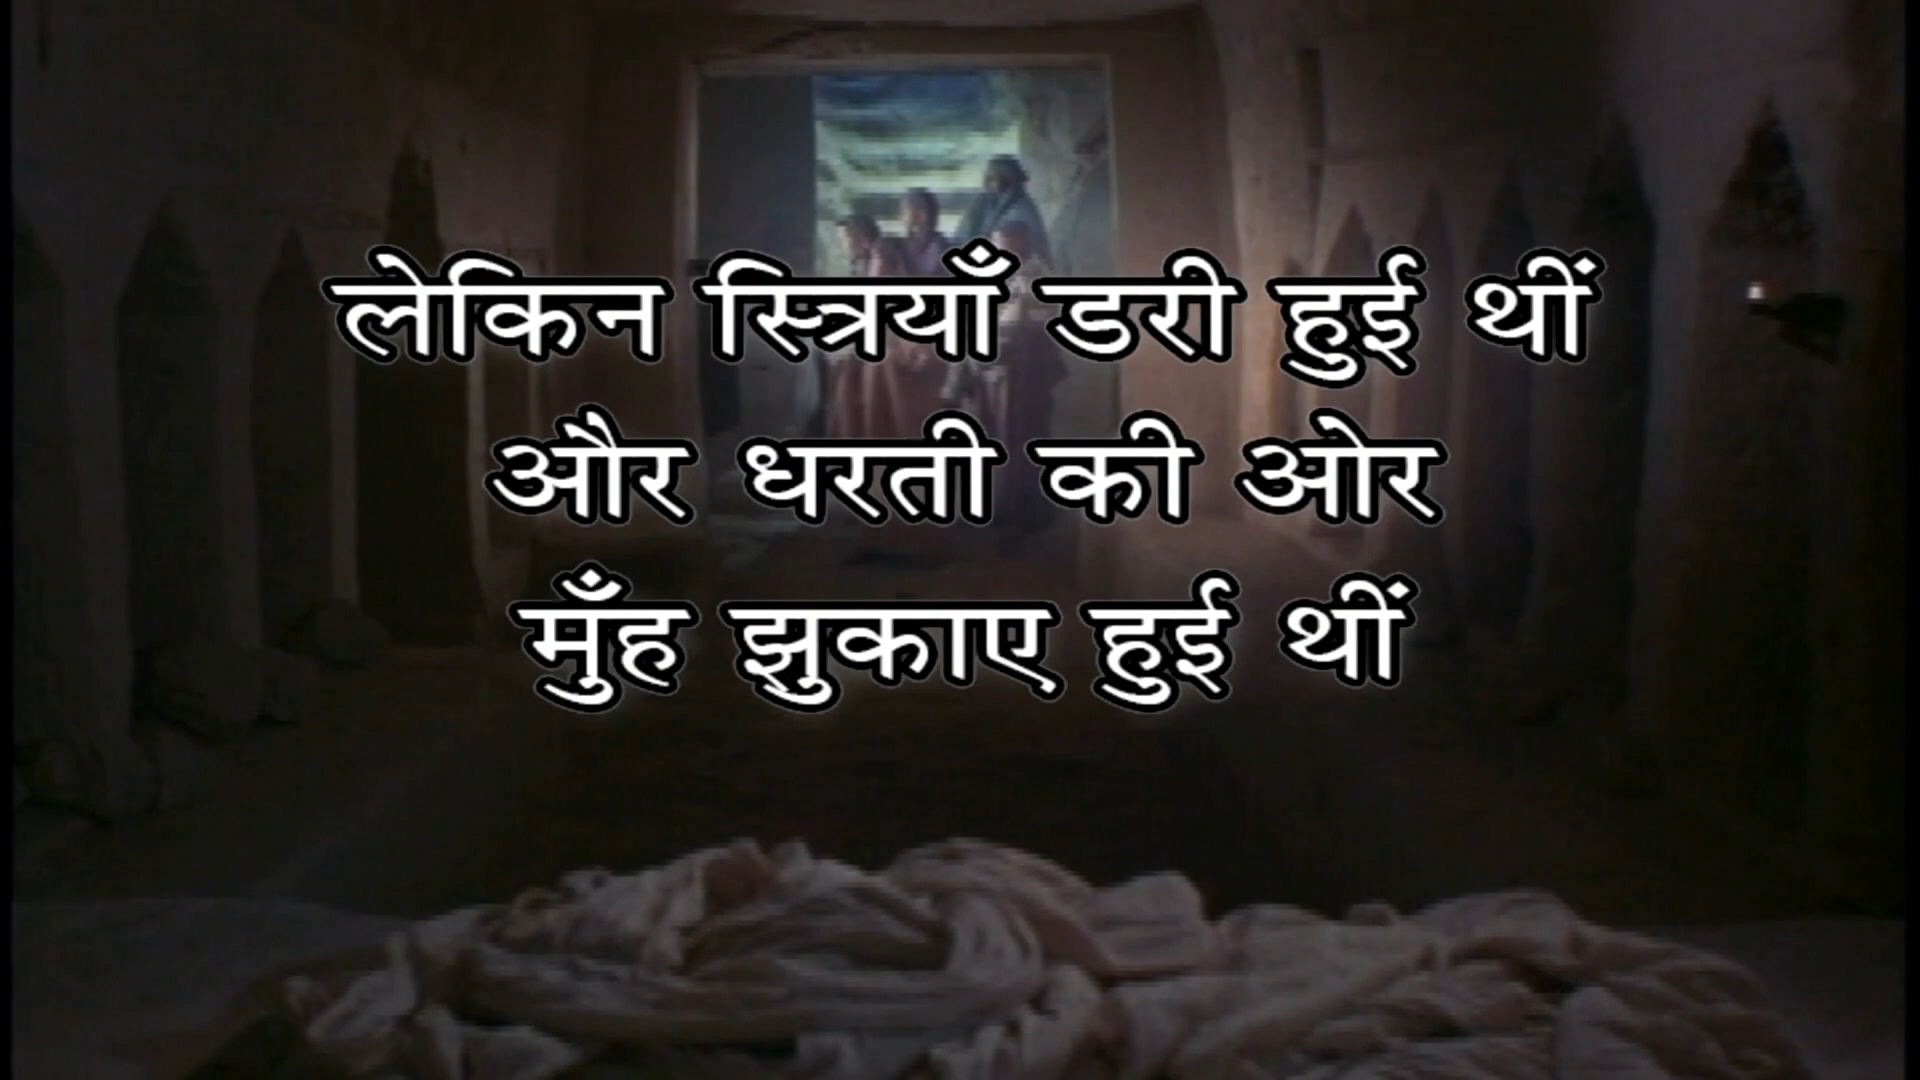 लेकिन स्त्रियाँ डरी हुई थीं
और धरती की ओर
मुँह झुकाए हुई थीं